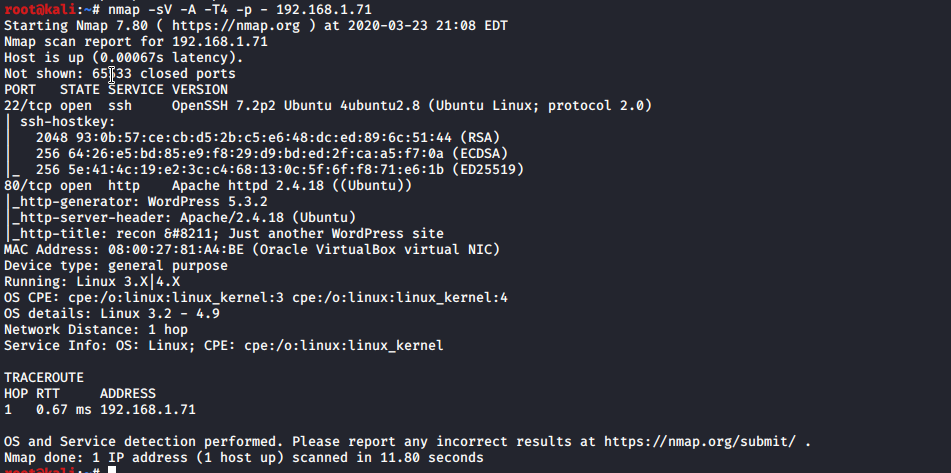 root@kali:~# nmap -sV -A -T4 -p - 192.168.1.71
Starting Nmap 7.80 ( https://nmap.org ) at 2020-03-23 21:08 EDT
Nmap scan report for 192.168.1.71
Host is up (0.00067s latency).
Not shown: 65533 closed ports
PORT   STATE SERVICE VERSION
22/tcp open  ssh     OpenSSH 7.2p2 Ubuntu 4ubuntu2.8 (Ubuntu Linux; protocol 2.0)
| ssh-hostkey:
|   2048 93:0b:57:ce:cb:d5:2b:c5:e6:48:dc:ed:89:6c:51:44 (RSA)
|   256 64:26:e5:bd:85:e9:f8:29:d9:bd:ed:2f:ca:a5:f7:0a (ECDSA)
|_  256 5e:41:4c:19:e2:3c:c4:68:13:0c:5f:6f:f8:71:e6:1b (ED25519)
80/tcp open  http    Apache httpd 2.4.18 ((Ubuntu))
|_http-generator: WordPress 5.3.2
|_http-server-header: Apache/2.4.18 (Ubuntu)
|_http-title: recon &#8211; Just another WordPress site
MAC Address: 08:00:27:81:A4:BE (Oracle VirtualBox virtual NIC)
Device type: general purpose
Running: Linux 3.X|4.X
OS CPE: cpe:/o:linux:linux_kernel:3 cpe:/o:linux:linux_kernel:4
OS details: Linux 3.2 - 4.9
Network Distance: 1 hop
Service Info: OS: Linux; CPE: cpe:/o:linux:linux_kernel

TRACEROUTE
HOP RTT     ADDRESS
1   0.67 ms 192.168.1.71

OS and Service detection performed. Please report any incorrect results at https://nmap.org/submit/ .
Nmap done: 1 IP address (1 host up) scanned in 11.80 seconds
root@kali:~#